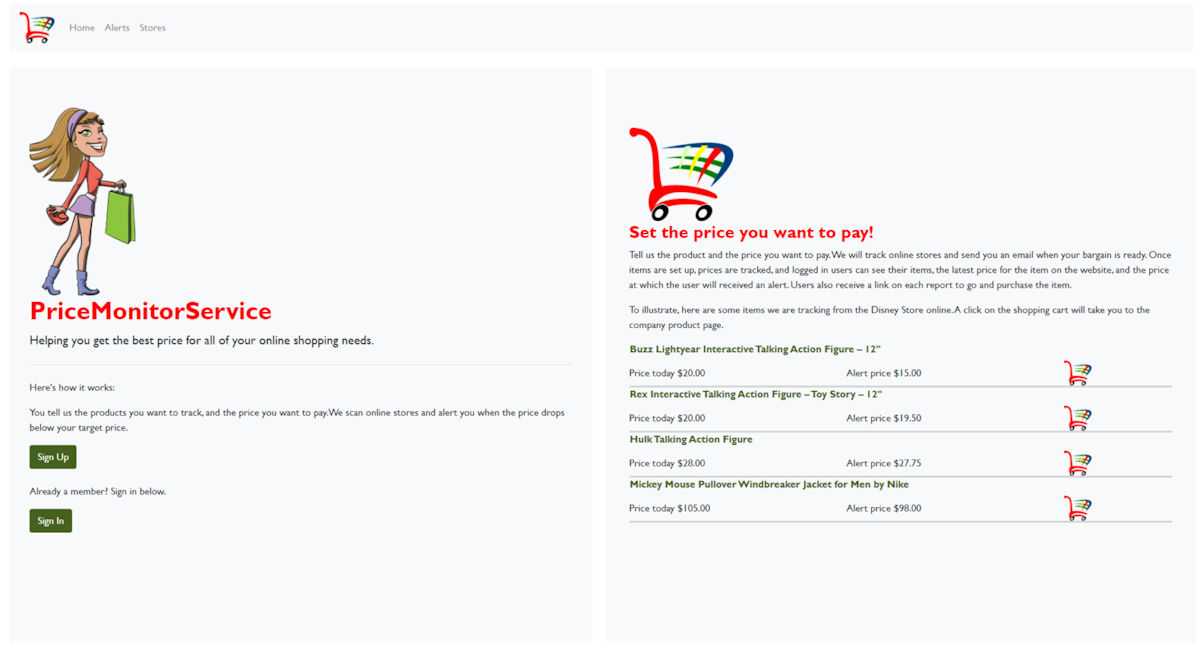 Home Alerts Stores
PriceMonitorService
Helping you get the best price for all of your online shopping needs.
Here's how it works:
You tell us the products you want to track, and the price you want to pay. We scan online stores and alert you when the price drops
below your target price.
Sign Up
Already a member? Sign in below.
Sign In
Set the price you want to pay!
Tell us the product and the price you want to pay. We will track online stores and send you an email when your bargain is ready. Once
items are set up, prices are tracked, and logged in users can see their items, the latest price for the item on the website, and the price
at which the user will received an alert. Users also receive a link on each report to go and purchase the item.
To illustrate, here are some items we are tracking from the Disney Store online. A click on the shopping cart will take you to the
company product page.
Buzz Lightyear Interactive Talking Action Figure – 12"
Price today $20.00 Alert price $15.00
Rex Interactive Talking Action Figure – Toy Story – 12"
Price today $20.00 Alert price $19.50
Hulk Talking Action Figure
Price today $28.00 Alert price $27.75
Mickey Mouse Pullover Windbreaker Jacket for Men by Nike
Price today $105.00 Alert price $98.00